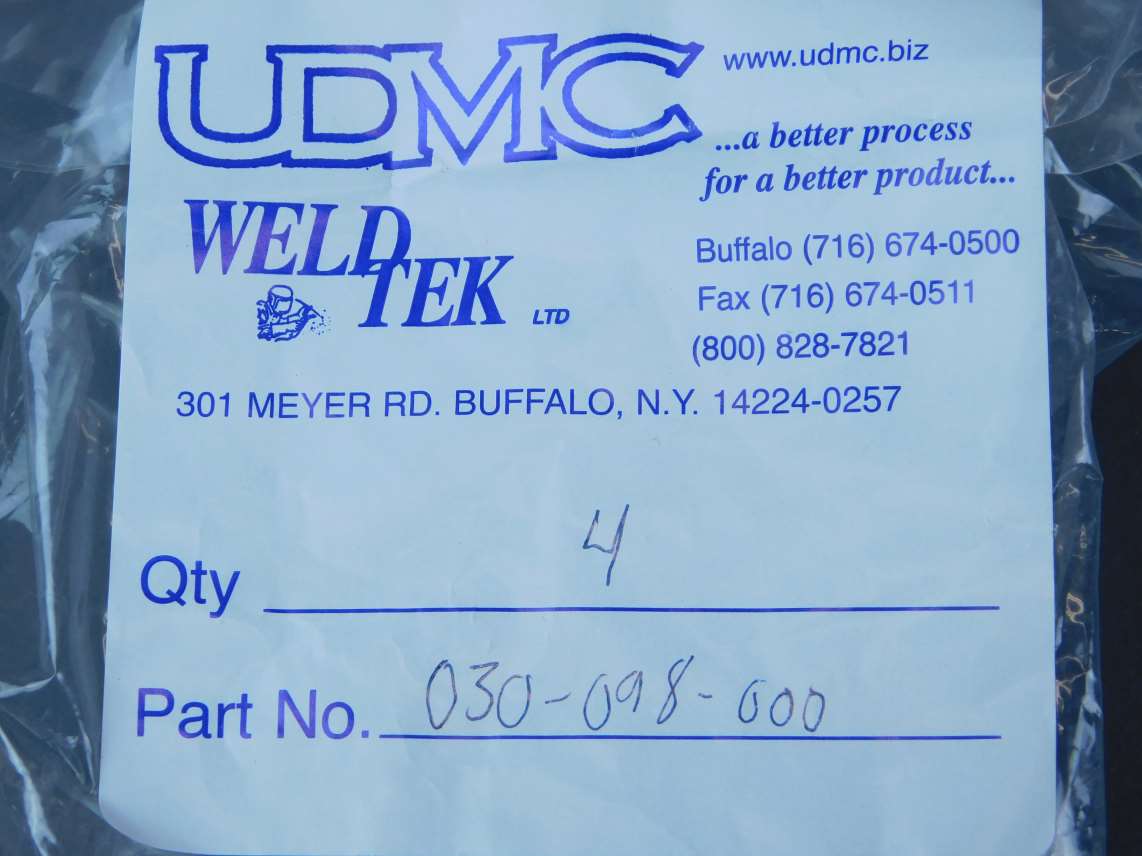 UDMC
www.udmc.biz
...a better process
for a better product...
WELD
TEK LTD
Buffalo (716) 674-0500
Fax (716) 674-0511
(800) 828-7821
301 MEYER RD. BUFFALO, N.Y. 14224-0257
Qty 4
Part No. 030-098-000